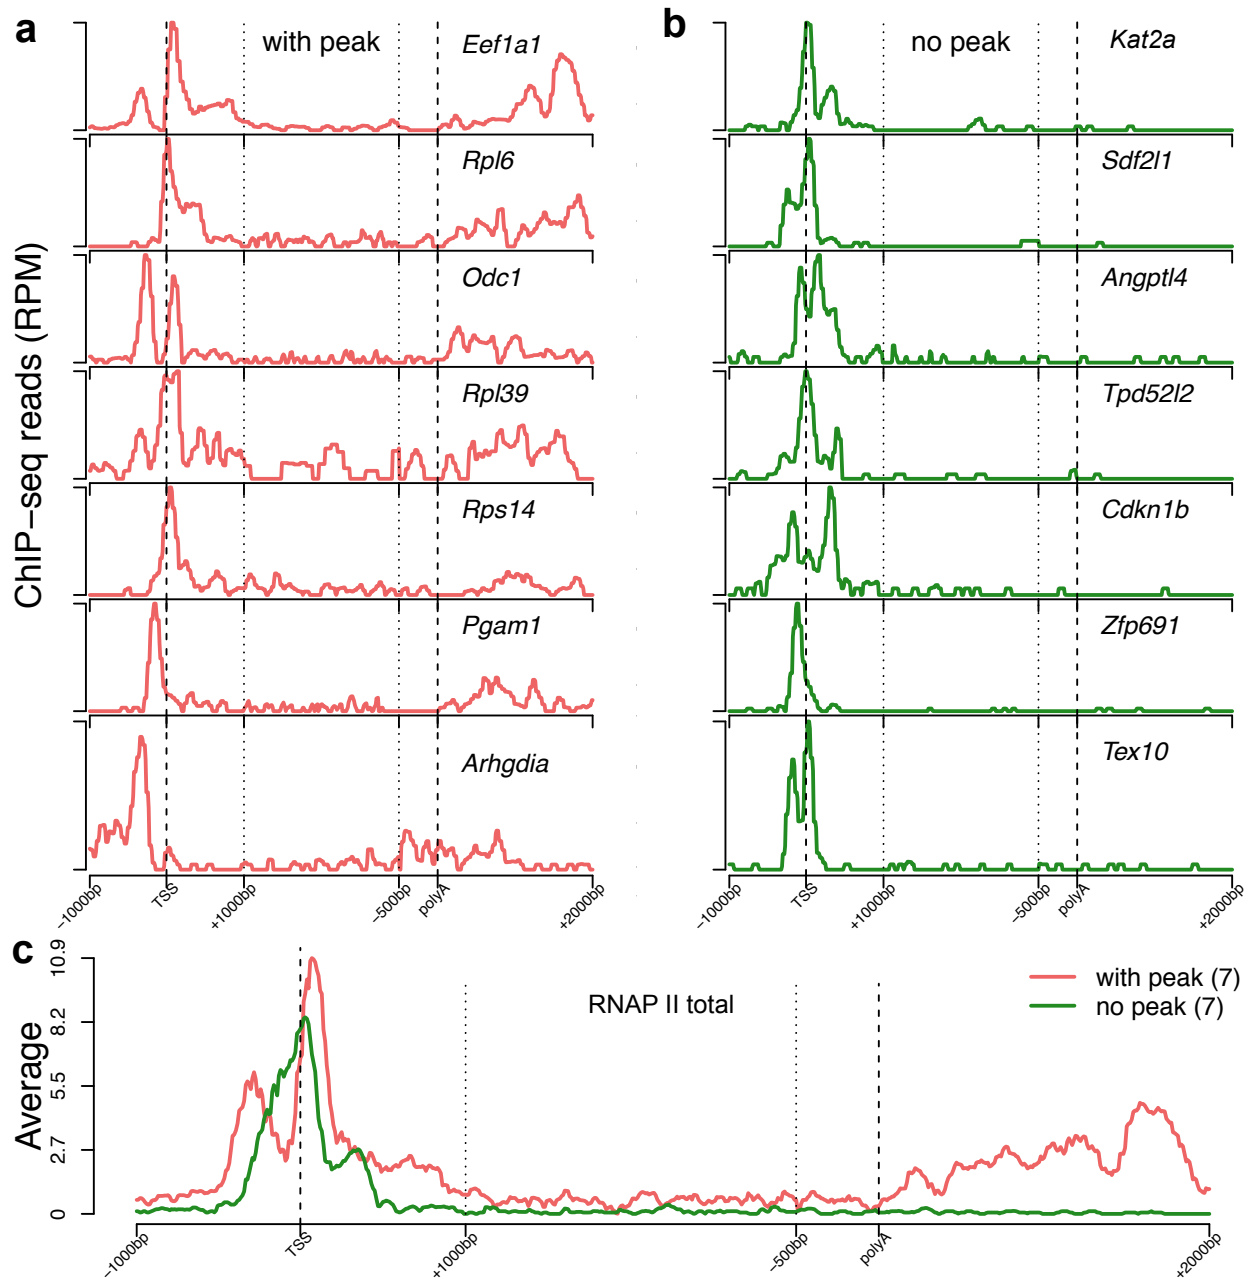 a
with peak
Eef1a1
Rpl6
Odc1
Rpl39
Rps14
Pgam1
Arhgdia
ChIP−seq reads (RPM)
−1000bp
TSS
+1000bp
−500bp
polyA
+2000bp
b
no peak
Kat2a
Sdf2l1
Angptl4
Tpd52l2
Cdkn1b
Zfp691
Tex10
−1000bp
TSS
+1000bp
−500bp
polyA
+2000bp
c
Average
10.9
8.2
5.5
2.7
0
RNAP II total
with peak (7)
no peak (7)
−1000bp
TSS
+1000bp
−500bp
polyA
+2000bp